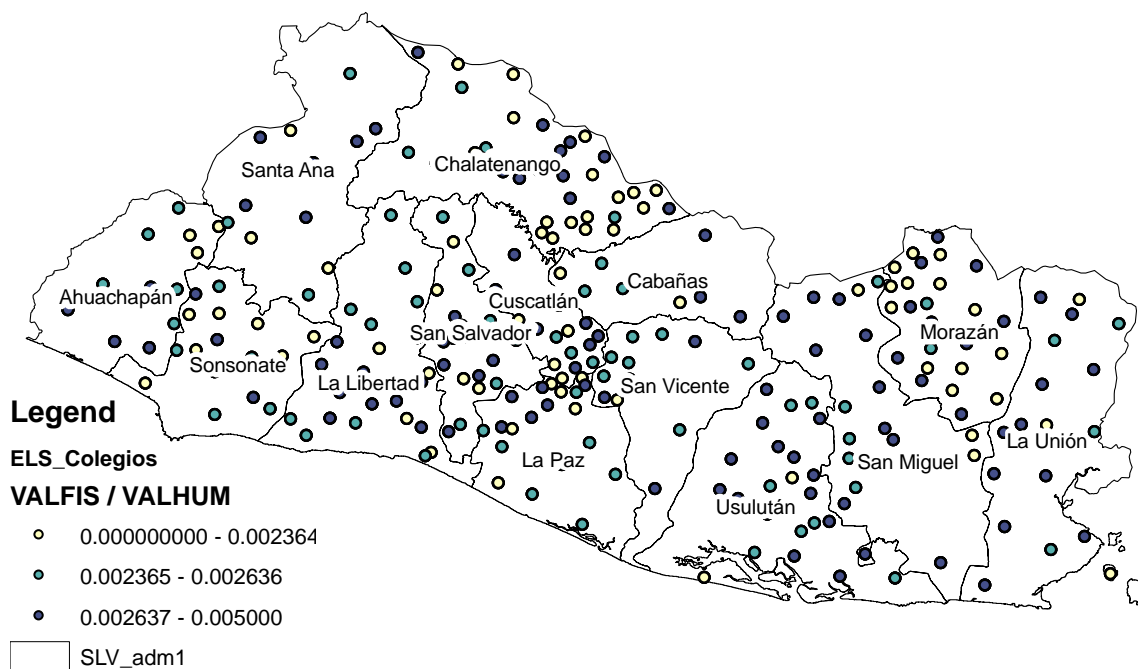 Chalatenango
Santa Ana
Ahuachapán
Cabañas
Cuscatlán
San Salvador
Morazán
Sonsonate
La Libertad
San Vicente
Legend
La Unión
ELS_Colegios
La Paz
San Miguel
VALFIS / VALHUM
Usulután
0.000000000 - 0.002364
0.002365 - 0.002636
0.002637 - 0.005000
SLV_adm1